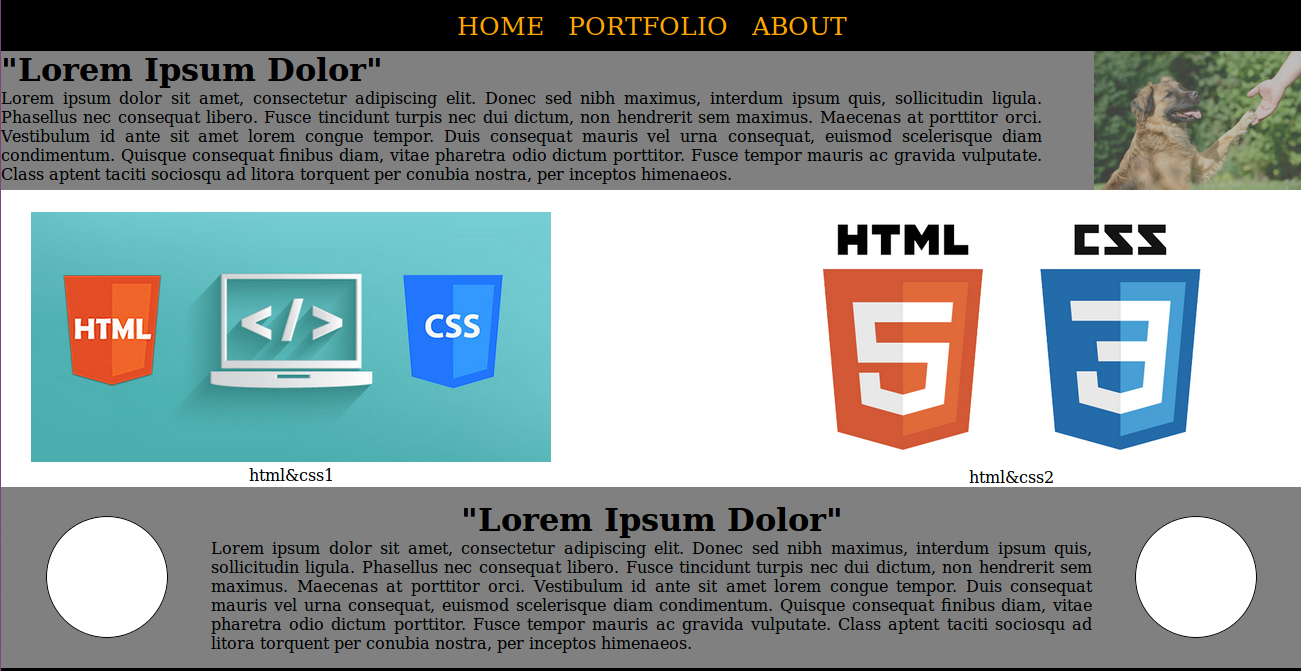 HOME PORTFOLIO ABOUT
"Lorem Ipsum Dolor"
Lorem ipsum dolor sit amet, consectetur adipiscing elit. Donec sed nibh maximus, interdum ipsum quis, sollicitudin ligula.
Phasellus nec consequat libero. Fusce tincidunt turpis nec dui dictum, non hendrerit sem maximus. Maecenas at porttitor orci.
Vestibulum id ante sit amet lorem congue tempor. Duis consequat mauris vel urna consequat, euismod scelerisque diam
condimentum. Quisque consequat finibus diam, vitae pharetra odio dictum porttitor. Fusce tempor mauris ac gravida vulputate.
Class aptent taciti sociosqu ad litora torquent per conubia nostra, per inceptos himenaeos.
HTML </> CSS
html&css1
HTML CSS
5 3
html&css2
"Lorem Ipsum Dolor"
Lorem ipsum dolor sit amet, consectetur adipiscing elit. Donec sed nibh maximus, interdum ipsum quis,
sollicitudin ligula. Phasellus nec consequat libero. Fusce tincidunt turpis nec dui dictum, non hendrerit sem
maximus. Maecenas at porttitor orci. Vestibulum id ante sit amet lorem congue tempor. Duis consequat
mauris vel urna consequat, euismod scelerisque diam condimentum. Quisque consequat finibus diam, vitae
pharetra odio dictum porttitor. Fusce tempor mauris ac gravida vulputate. Class aptent taciti sociosqu ad
litora torquent per conubia nostra, per inceptos himenaeos.